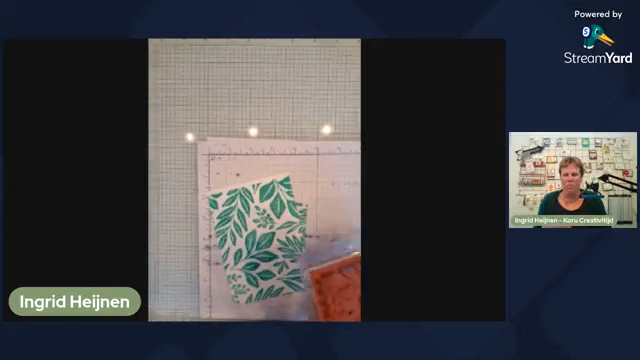 Powered by
StreamYard
Ingrid Heijnen
Ingrid Heijnen - Koru Creativitijd